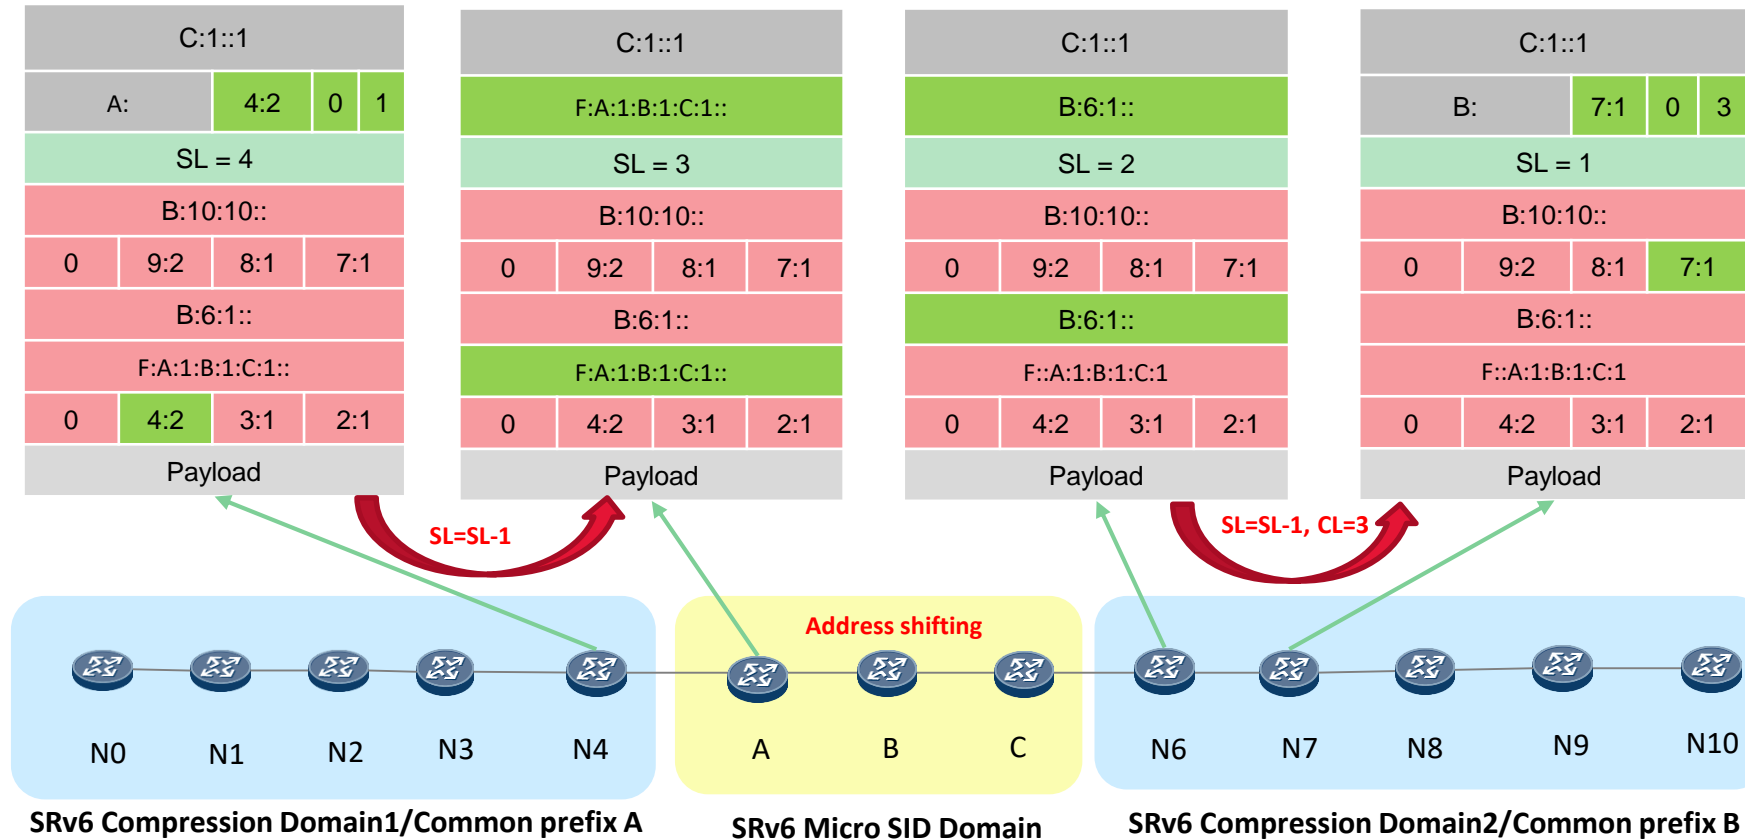 C:1::1
A: 4:2 0 1
SL = 4
B:10:10::
0 9:2 8:1 7:1
B:6:1::
F:A:1:B:1:C:1::
0 4:2 3:1 2:1
Payload
C:1::1
F:A:1:B:1:C:1::
SL = 3
B:10:10::
0 9:2 8:1 7:1
B:6:1::
F:A:1:B:1:C:1::
0 4:2 3:1 2:1
Payload
C:1::1
B:6:1::
SL = 2
B:10:10::
0 9:2 8:1 7:1
B:6:1::
F::A:1:B:1:C:1
0 4:2 3:1 2:1
Payload
C:1::1
B: 7:1 0 3
SL = 1
B:10:10::
0 9:2 8:1 7:1
B:6:1::
F::A:1:B:1:C:1
0 4:2 3:1 2:1
Payload
SL=SL-1
SL=SL-1, CL=3
Address shifting
N0 N1 N2 N3 N4 A B C N6 N7 N8 N9 N10
SRv6 Compression Domain1/Common prefix A
SRv6 Micro SID Domain
SRv6 Compression Domain2/Common prefix B